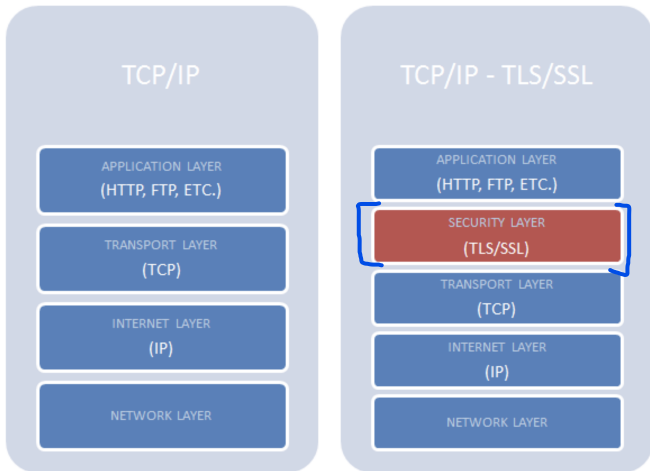 TCP/IP
APPLICATION LAYER
(HTTP, FTP, ETC.)
TRANSPORT LAYER
(TCP)
INTERNET LAYER
(IP)
NETWORK LAYER
TCP/IP - TLS/SSL
APPLICATION LAYER
(HTTP, FTP, ETC.)
SECURITY LAYER
(TLS/SSL)
TRANSPORT LAYER
(TCP)
INTERNET LAYER
(IP)
NETWORK LAYER